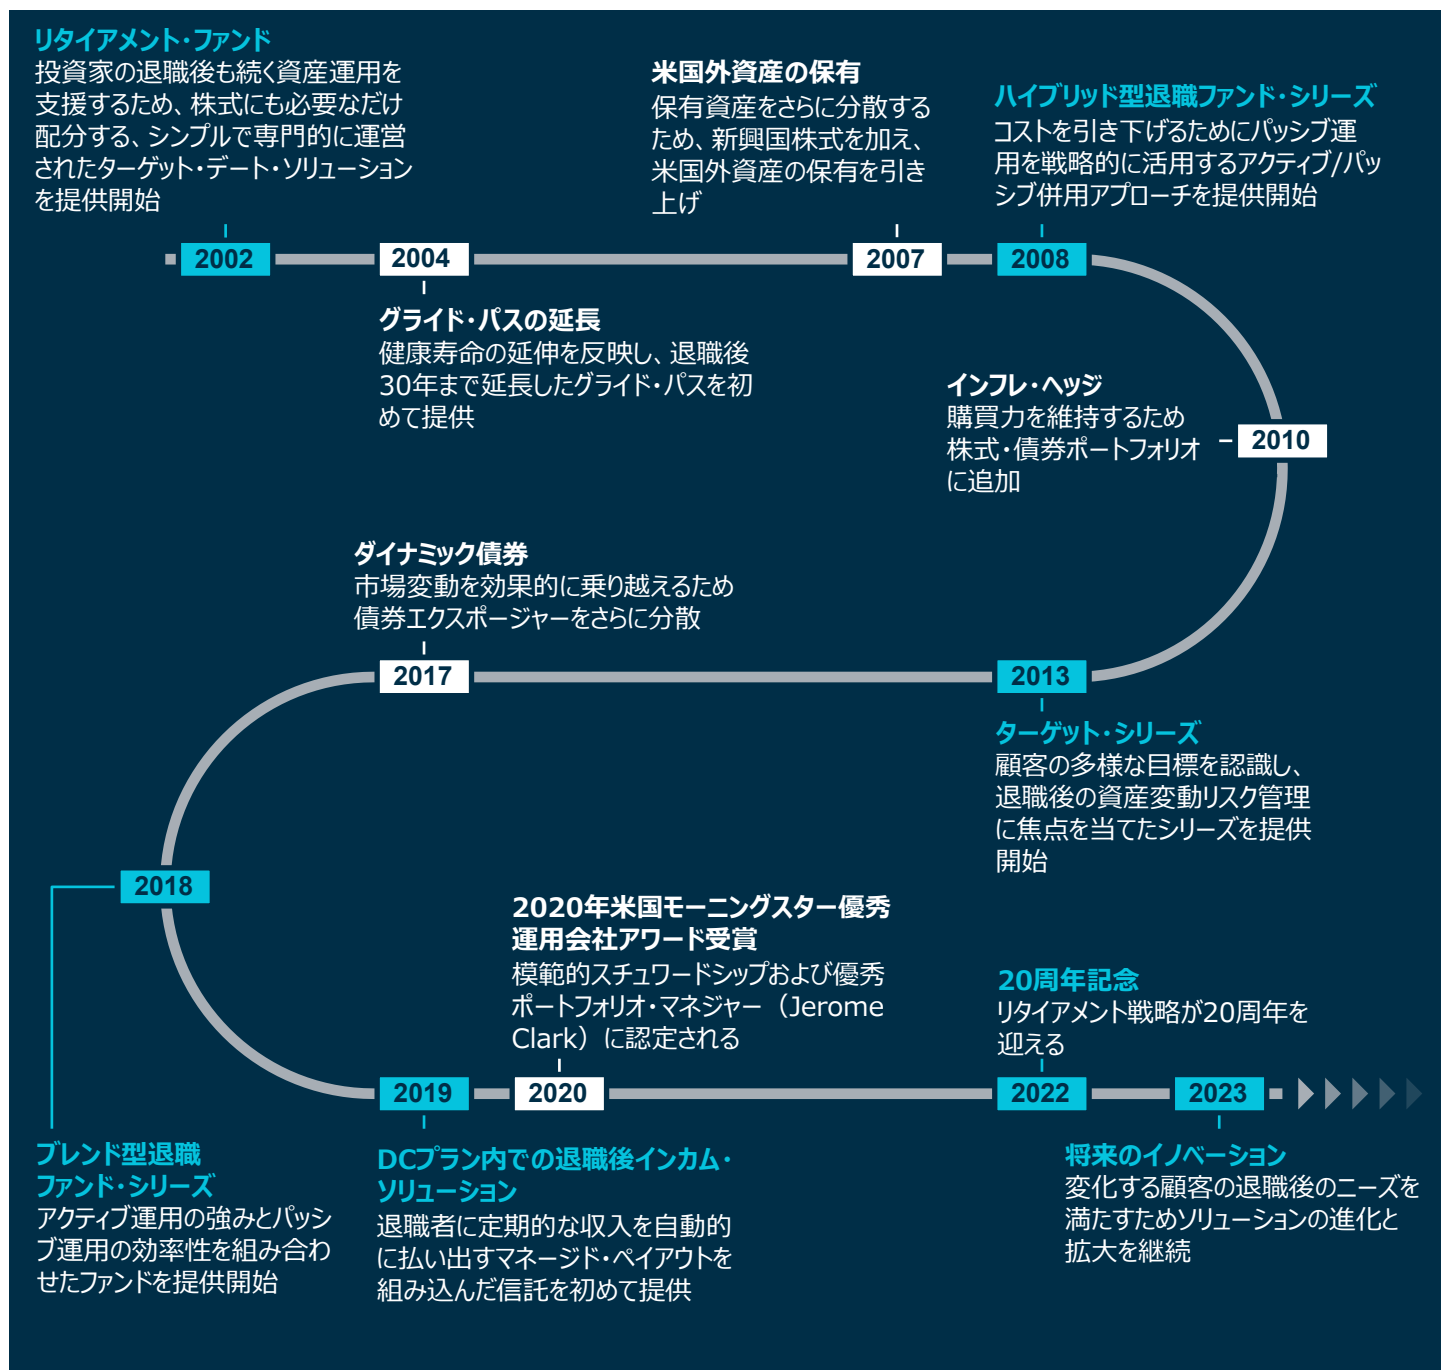 リタイアメント・ファンド
投資家の退職後も続く資産運用を
支援するため、株式にも必要なだけ
配分する、シンプルで専門的に運営
されたターゲット・デート・ソリューション
を提供開始
2002
2004
グライド・パスの延長
健康寿命の延伸を反映し、退職後
30年まで延長したグライド・パスを初
めて提供
米国外資産の保有
保有資産をさらに分散する
ため、新興国株式を加え、
米国外資産の保有を引き
上げ
2007
ハイブリッド型退職ファンド・シリーズ
コストを引き下げるためにパッシブ運
用を戦略的に活用するアクティブ/パッ
シブ併用アプローチを提供開始
2008
インフレ・ヘッジ
購買力を維持するため
株式・債券ポートフォリオ
に追加
2010
2013
ターゲット・シリーズ
顧客の多様な目標を認識し、
退職後の資産変動リスク管理
に焦点を当てたシリーズを提供
開始
ダイナミック債券
市場変動を効果的に乗り越えるため
債券エクスポージャーをさらに分散
2017
2018
ブレンド型退職
ファンド・シリーズ
アクティブ運用の強みとパッシ
ブ運用の効率性を組み合わ
せたファンドを提供開始
2019
DCプラン内での退職後インカム・
ソリューション
退職者に定期的な収入を自動的
に払い出すマネージド・ペイアウトを
組み込んだ信託を初めて提供
2020年米国モーニングスター優秀
運用会社アワード受賞
模範的スチュワードシップおよび優秀
ポートフォリオ・マネジャー（Jerome
Clark）に認定される
2020
20周年記念
リタイアメント戦略が20周年を
迎える
2022
2023
将来のイノベーション
変化する顧客の退職後のニーズを
満たすためソリューションの進化と
拡大を継続